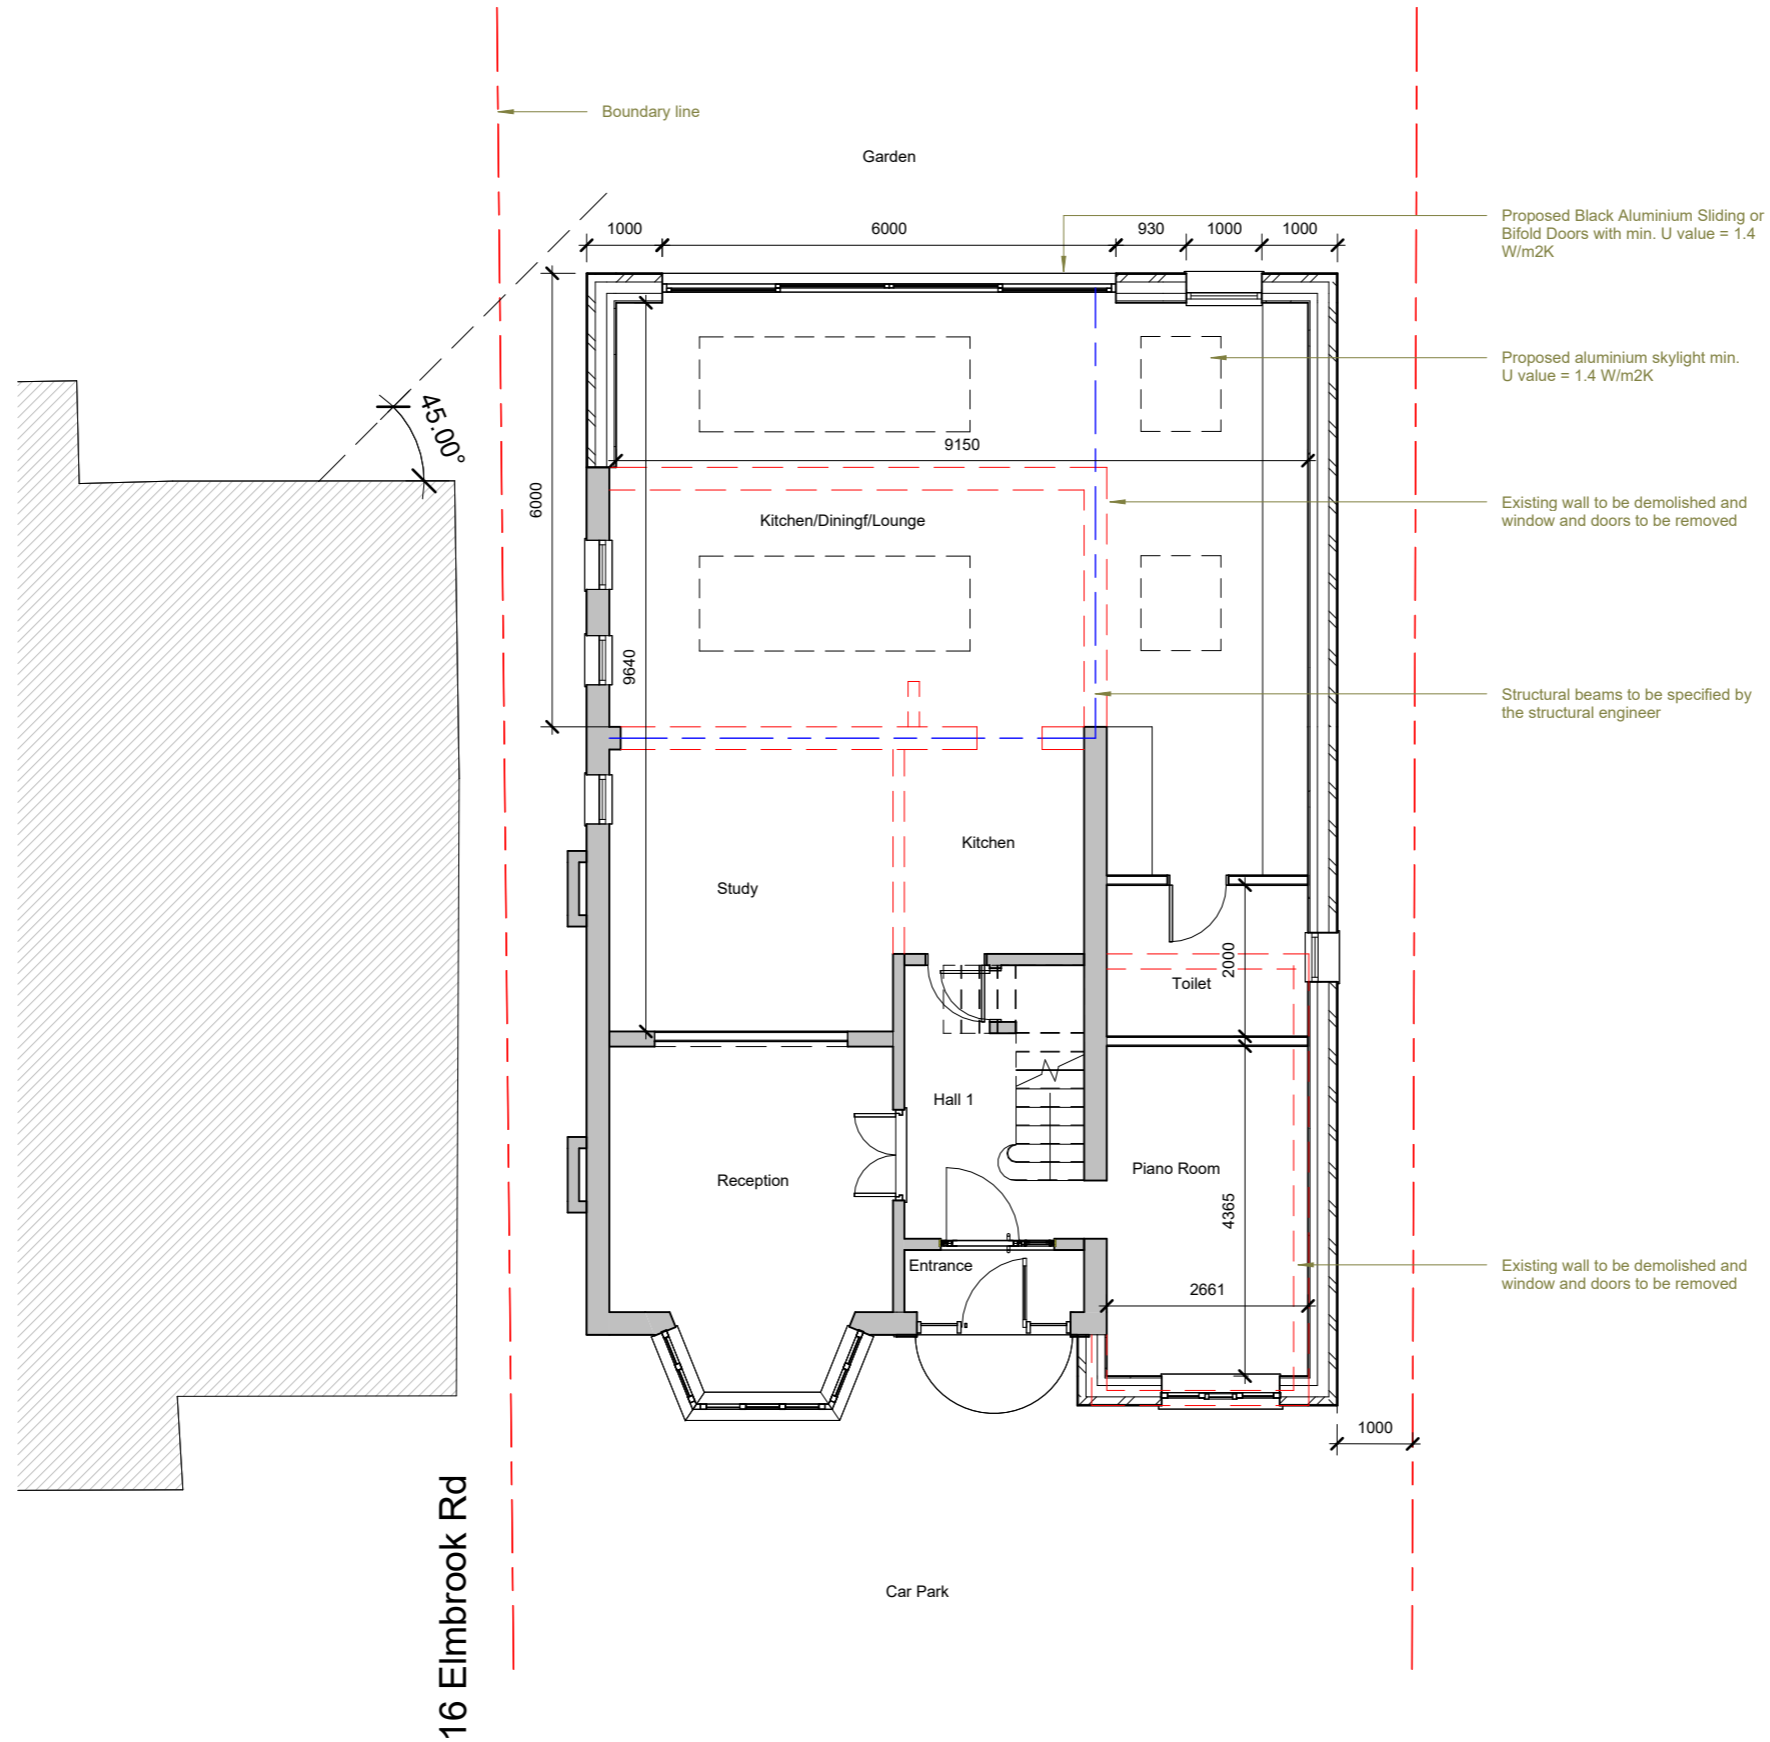 Boundary line
Garden
1000
6000
930
1000
1000
Proposed Black Aluminium Sliding or
Bifold Doors with min. U value = 1.4
W/m2K
Proposed aluminium skylight min.
U value = 1.4 W/m2K
45.00°
9150
6000
Kitchen/Diningf/Lounge
Existing wall to be demolished and
window and doors to be removed
9640
Structural beams to be specified by
the structural engineer
Kitchen
Study
2000
Toilet
Hall 1
Reception
Piano Room
4365
Entrance
2661
Existing wall to be demolished and
window and doors to be removed
1000
16 Elmbrook Rd
Car Park